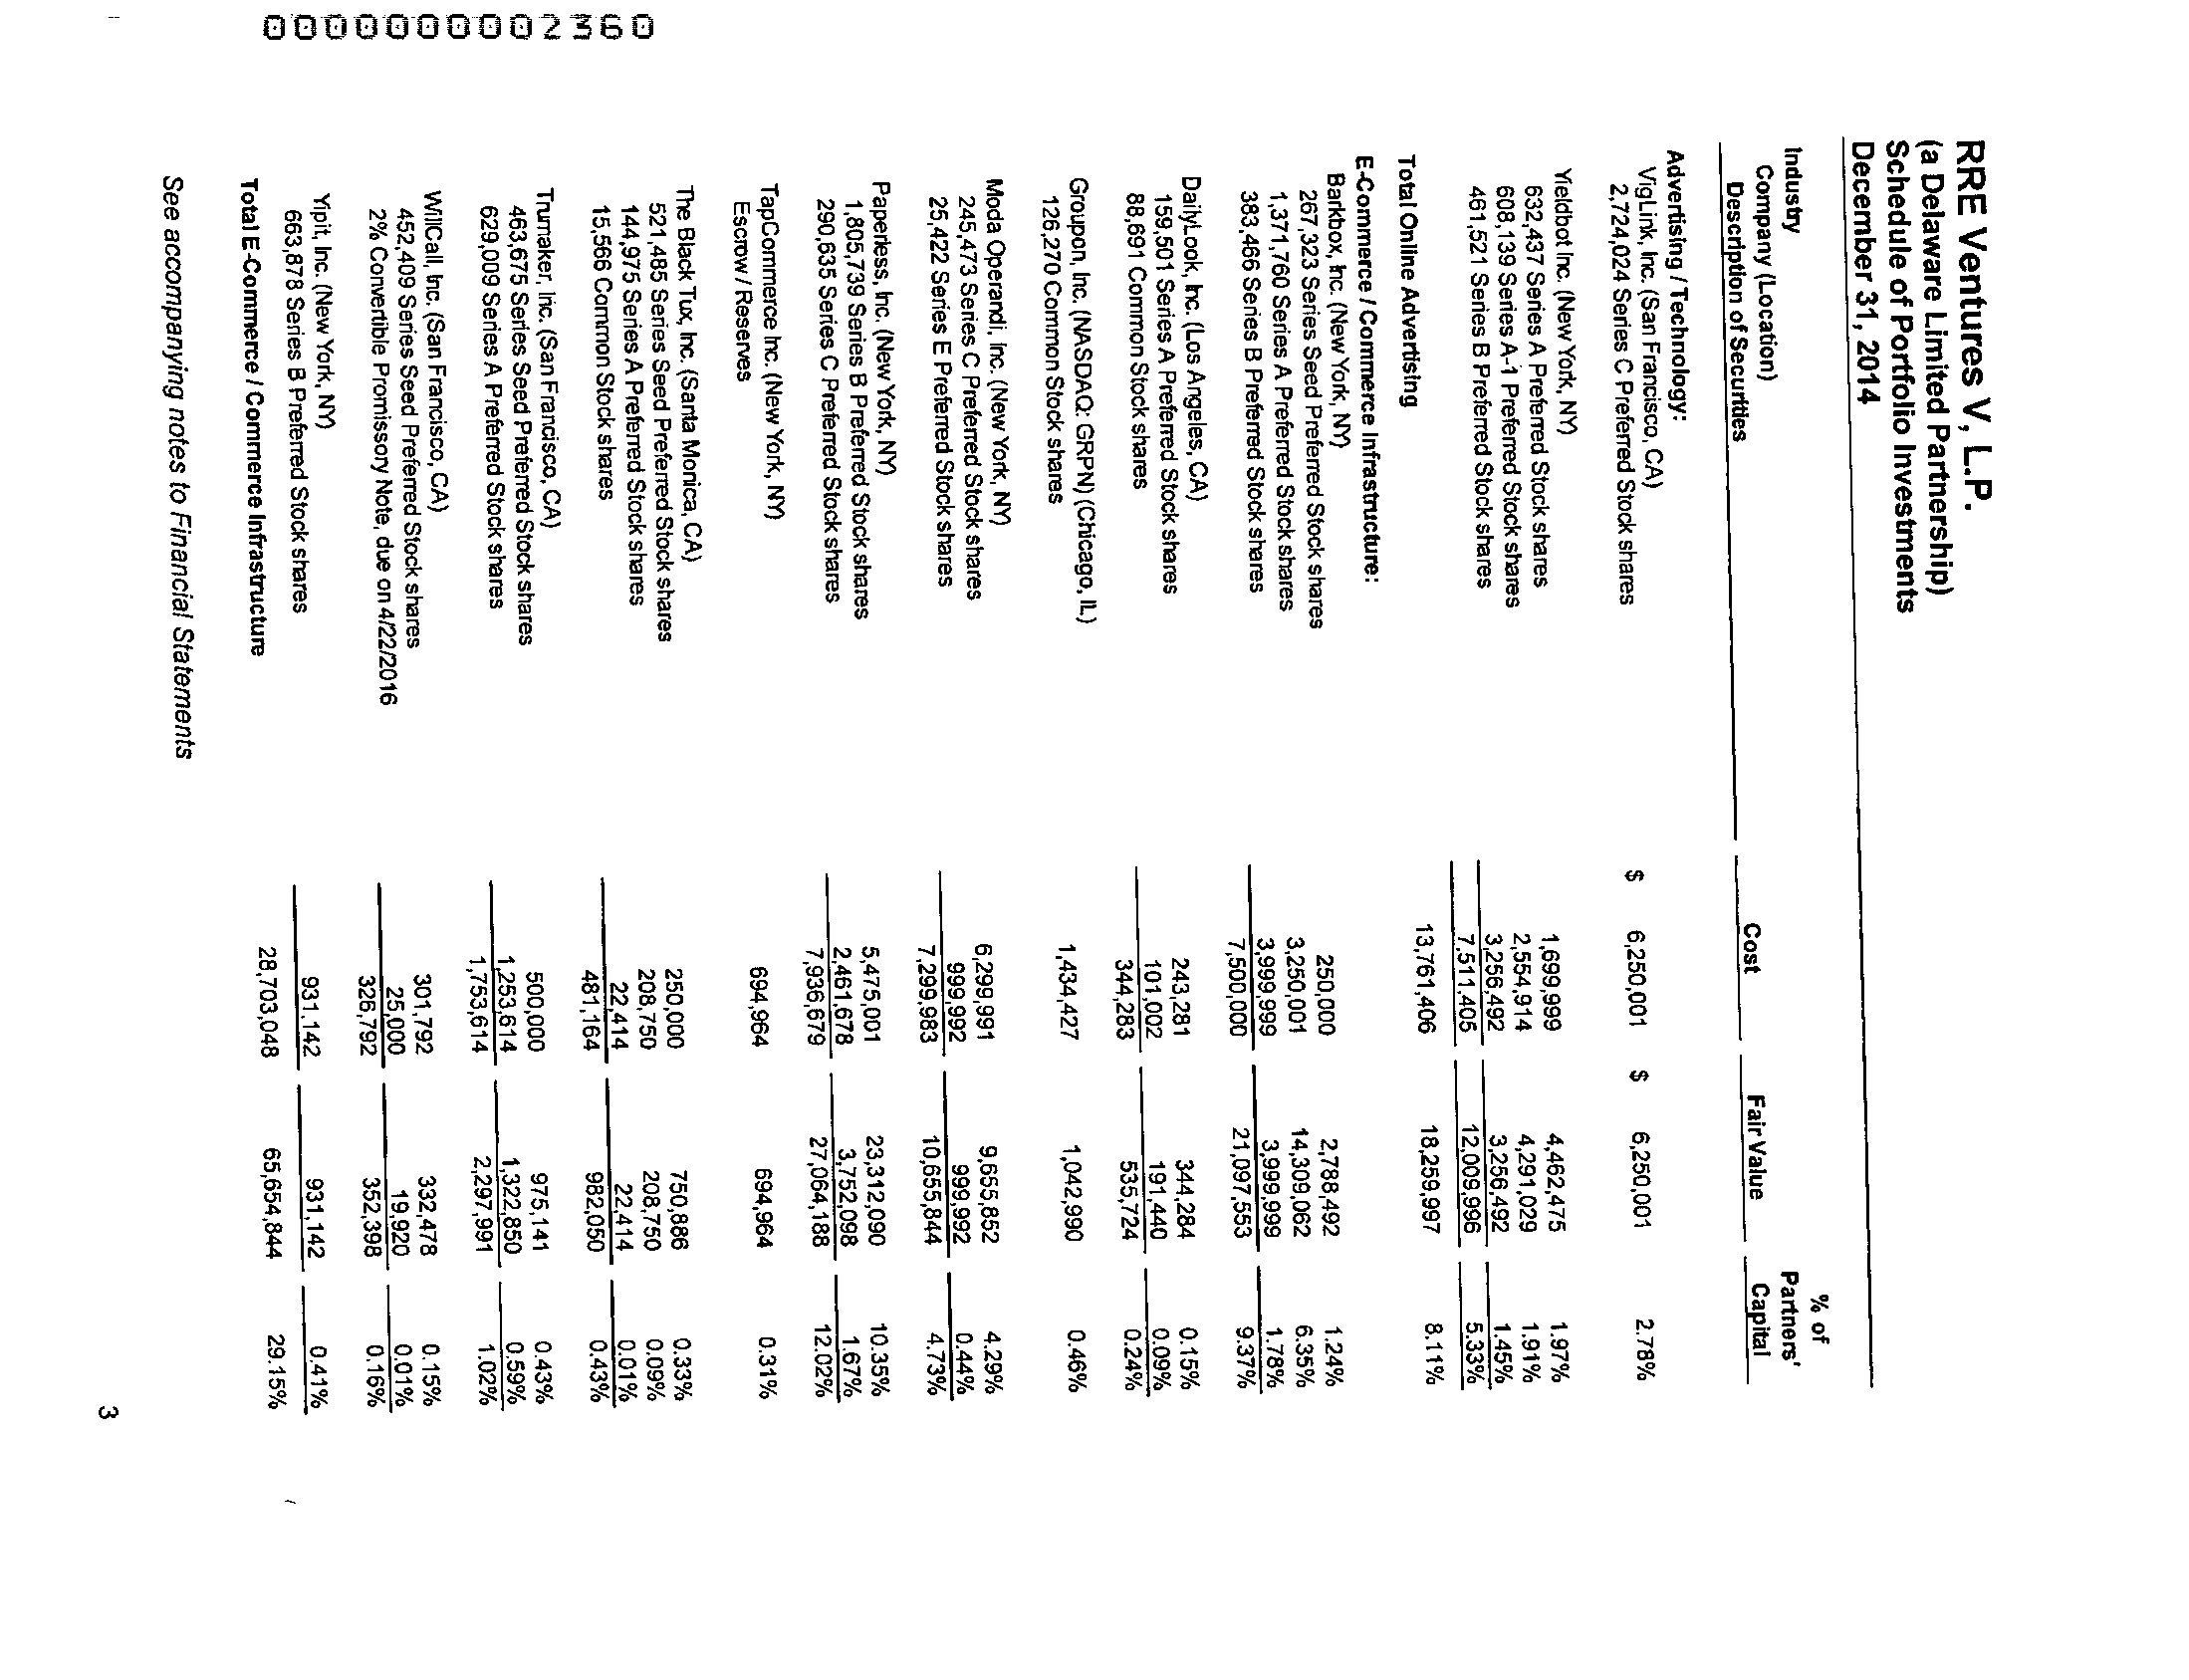 RRE Ventures V, L.P.
(a Delaware Limited Partnership)
Schedule of Portfolio Investments
December 31, 2014
% of
Industry Partners'
Company (Location) Cost Fair Value Capital
Description of Securities
Advertising / Technology:
VigLink, Inc. (San Francisco, CA)
2,724,024 Series C Preferred Stock shares $ 6,250,001 $ 6,250,001 2.78%
Yieldbot Inc. (New York, NY)
632,437 Series A Preferred Stock shares 1,699,999 4,462,475 1.97%
608,139 Series A-1 Preferred Stock shares 2,554,914 4,291,029 1.91%
461,521 Series B Preferred Stock shares 3,256,492 3,256,492 1.45%
7,511,405 12,009,996 5.33%
Total Online Advertising 13,761,406 18,259,997 8.11%
E-Commerce / Commerce Infrastructure:
Barkbox, Inc. (New York, NY)
267,323 Series Seed Preferred Stock shares 250,000 2,788,492 1.24%
1,371,760 Series A Preferred Stock shares 3,250,001 14,309,062 6.35%
383,466 Series B Preferred Stock shares 3,999,999 3,999,999 1.78%
7,500,000 21,097,553 9.37%
DailyLook, Inc. (Los Angeles, CA)
159,501 Series A Preferred Stock shares 243,281 344,284 0.15%
88,691 Common Stock shares 101,002 191,440 0.09%
344,283 535,724 0.24%
Groupon, Inc. (NASDAQ: GRPN) (Chicago, IL)
126,270 Common Stock shares 1,434,427 1,042,990 0.46%
Moda Operandi, Inc. (New York, NY)
245,473 Series C Preferred Stock shares 6,299,991 9,655,852 4.29%
25,422 Series E Preferred Stock shares 999,992 999,992 0.44%
7,299,983 10,655,844 4.73%
Paperless, Inc. (New York, NY)
1,805,739 Series B Preferred Stock shares 5,475,001 23,312,090 10.35%
290,635 Series C Preferred Stock shares 2,461,678 3,752,098 1.67%
7,936,679 27,064,188 12.02%
TapCommerce Inc. (New York, NY)
Escrow / Reserves 694,964 694,964 0.31%
The Black Tux, Inc. (Santa Monica, CA)
521,485 Series Seed Preferred Stock shares 250,000 750,886 0.33%
144,975 Series A Preferred Stock shares 208,750 208,750 0.09%
15,566 Common Stock shares 22,414 22,414 0.01%
481,164 982,050 0.43%
Trumaker, Inc. (San Francisco, CA)
463,675 Series Seed Preferred Stock shares 500,000 975,141 0.43%
629,009 Series A Preferred Stock shares 1,253,614 1,322,850 0.59%
1,753,614 2,297,991 1.02%
WillCall, Inc. (San Francisco, CA)
452,409 Series Seed Preferred Stock shares 301,792 332,478 0.15%
2% Convertible Promissory Note, due on 4/22/2016 25,000 19,920 0.01%
326,792 352,398 0.16%
Yipit, Inc. (New York, NY)
663,878 Series B Preferred Stock shares 931,142 931,142 0.41%
Total E-Commerce / Commerce Infrastructure 28,703,048 65,654,844 29.15%
See accompanying notes to Financial Statements
3
0000000002360